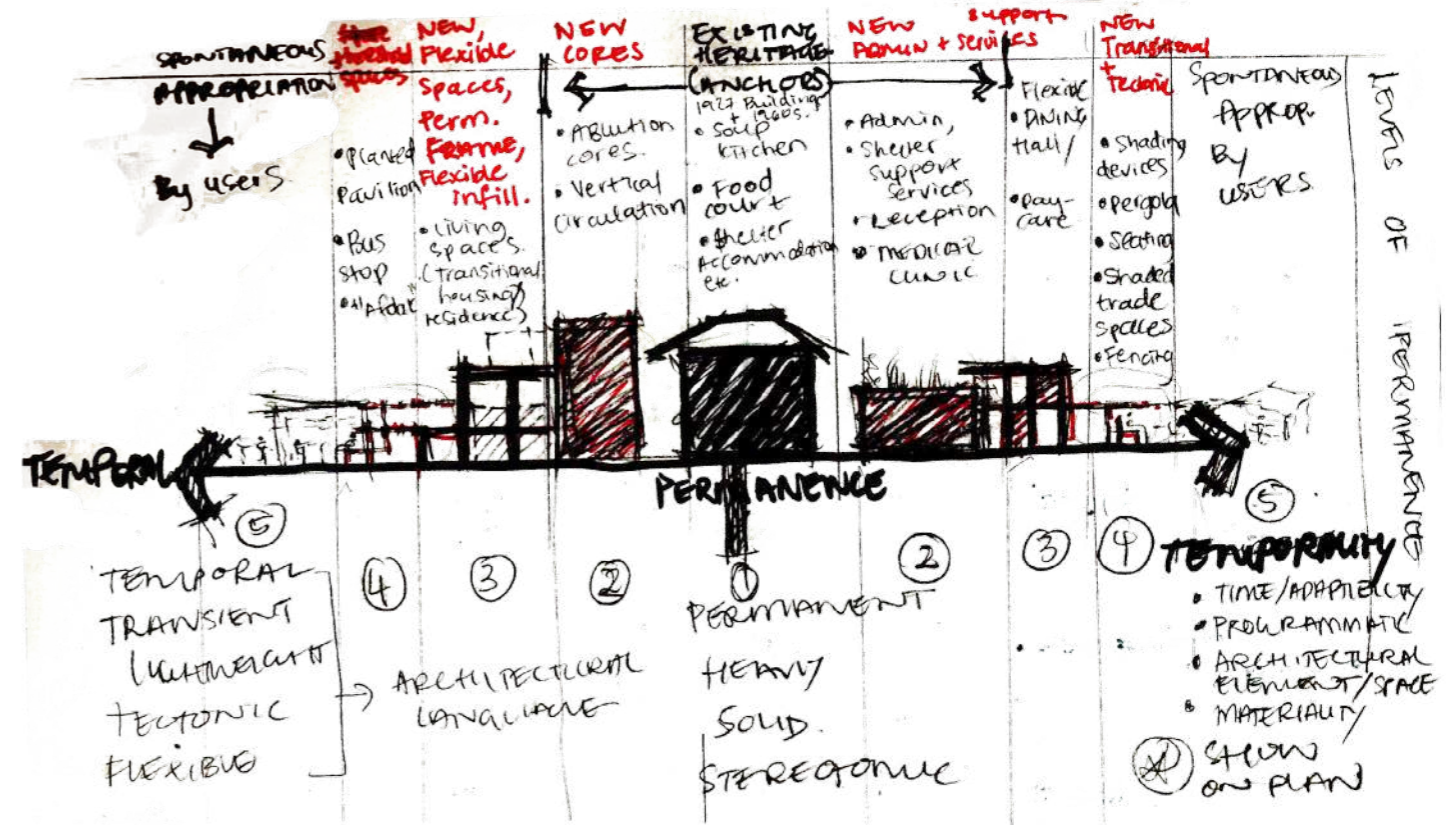 SPONTANEOUS
APPROPRIATION
By users
threshold
spaces
• Planted
Pavilion
• Bus
stop
NEW,
Flexible
Spaces,
Perm.
FRAME,
Flexible
Infill.
• Living
spaces.
(Transitional
housing
residences)
NEW
CORES
• ABlution
cores.
• Vertical
circulation
EXISTING
HERITAGE
(ANCHORS)
1927 Building
+ 1960s.
• Soup
kitchen
• Food
court
• Shelter
Accommodation
etc.
NEW
ADMIN + services
support
• Admin,
• Shelter
support
services
• Reception
• MEDICAL
CLINIC
Flexible
• DINING
Hall/
• Day-
care
NEW
Transitional
+
Tectonic
• Shading
devices
• pergola
• Seating
• Shaded
trade
spaces
• Fencing
SPONTANEOUS
Approp.
By
USERS.
LEVELS OF PERMANENCE
TEMPORAL
PERMANENCE
5
4
3
2
1
2
3
4
5
TEMPORAL
TRANSIENT
LIGHTWEIGHT
TECTONIC
FLEXIBLE
ARCHITECTURAL
LANGUAGE
PERMANENT
HEAVY
SOLID.
STEREOTOMIC
TEMPORALITY
• TIME/ADAPTABILITY
• PROGRAMMATIC
• ARCHITECTURAL
ELEMENT/SPACE
• MATERIALITY
SHOW
ON PLAN